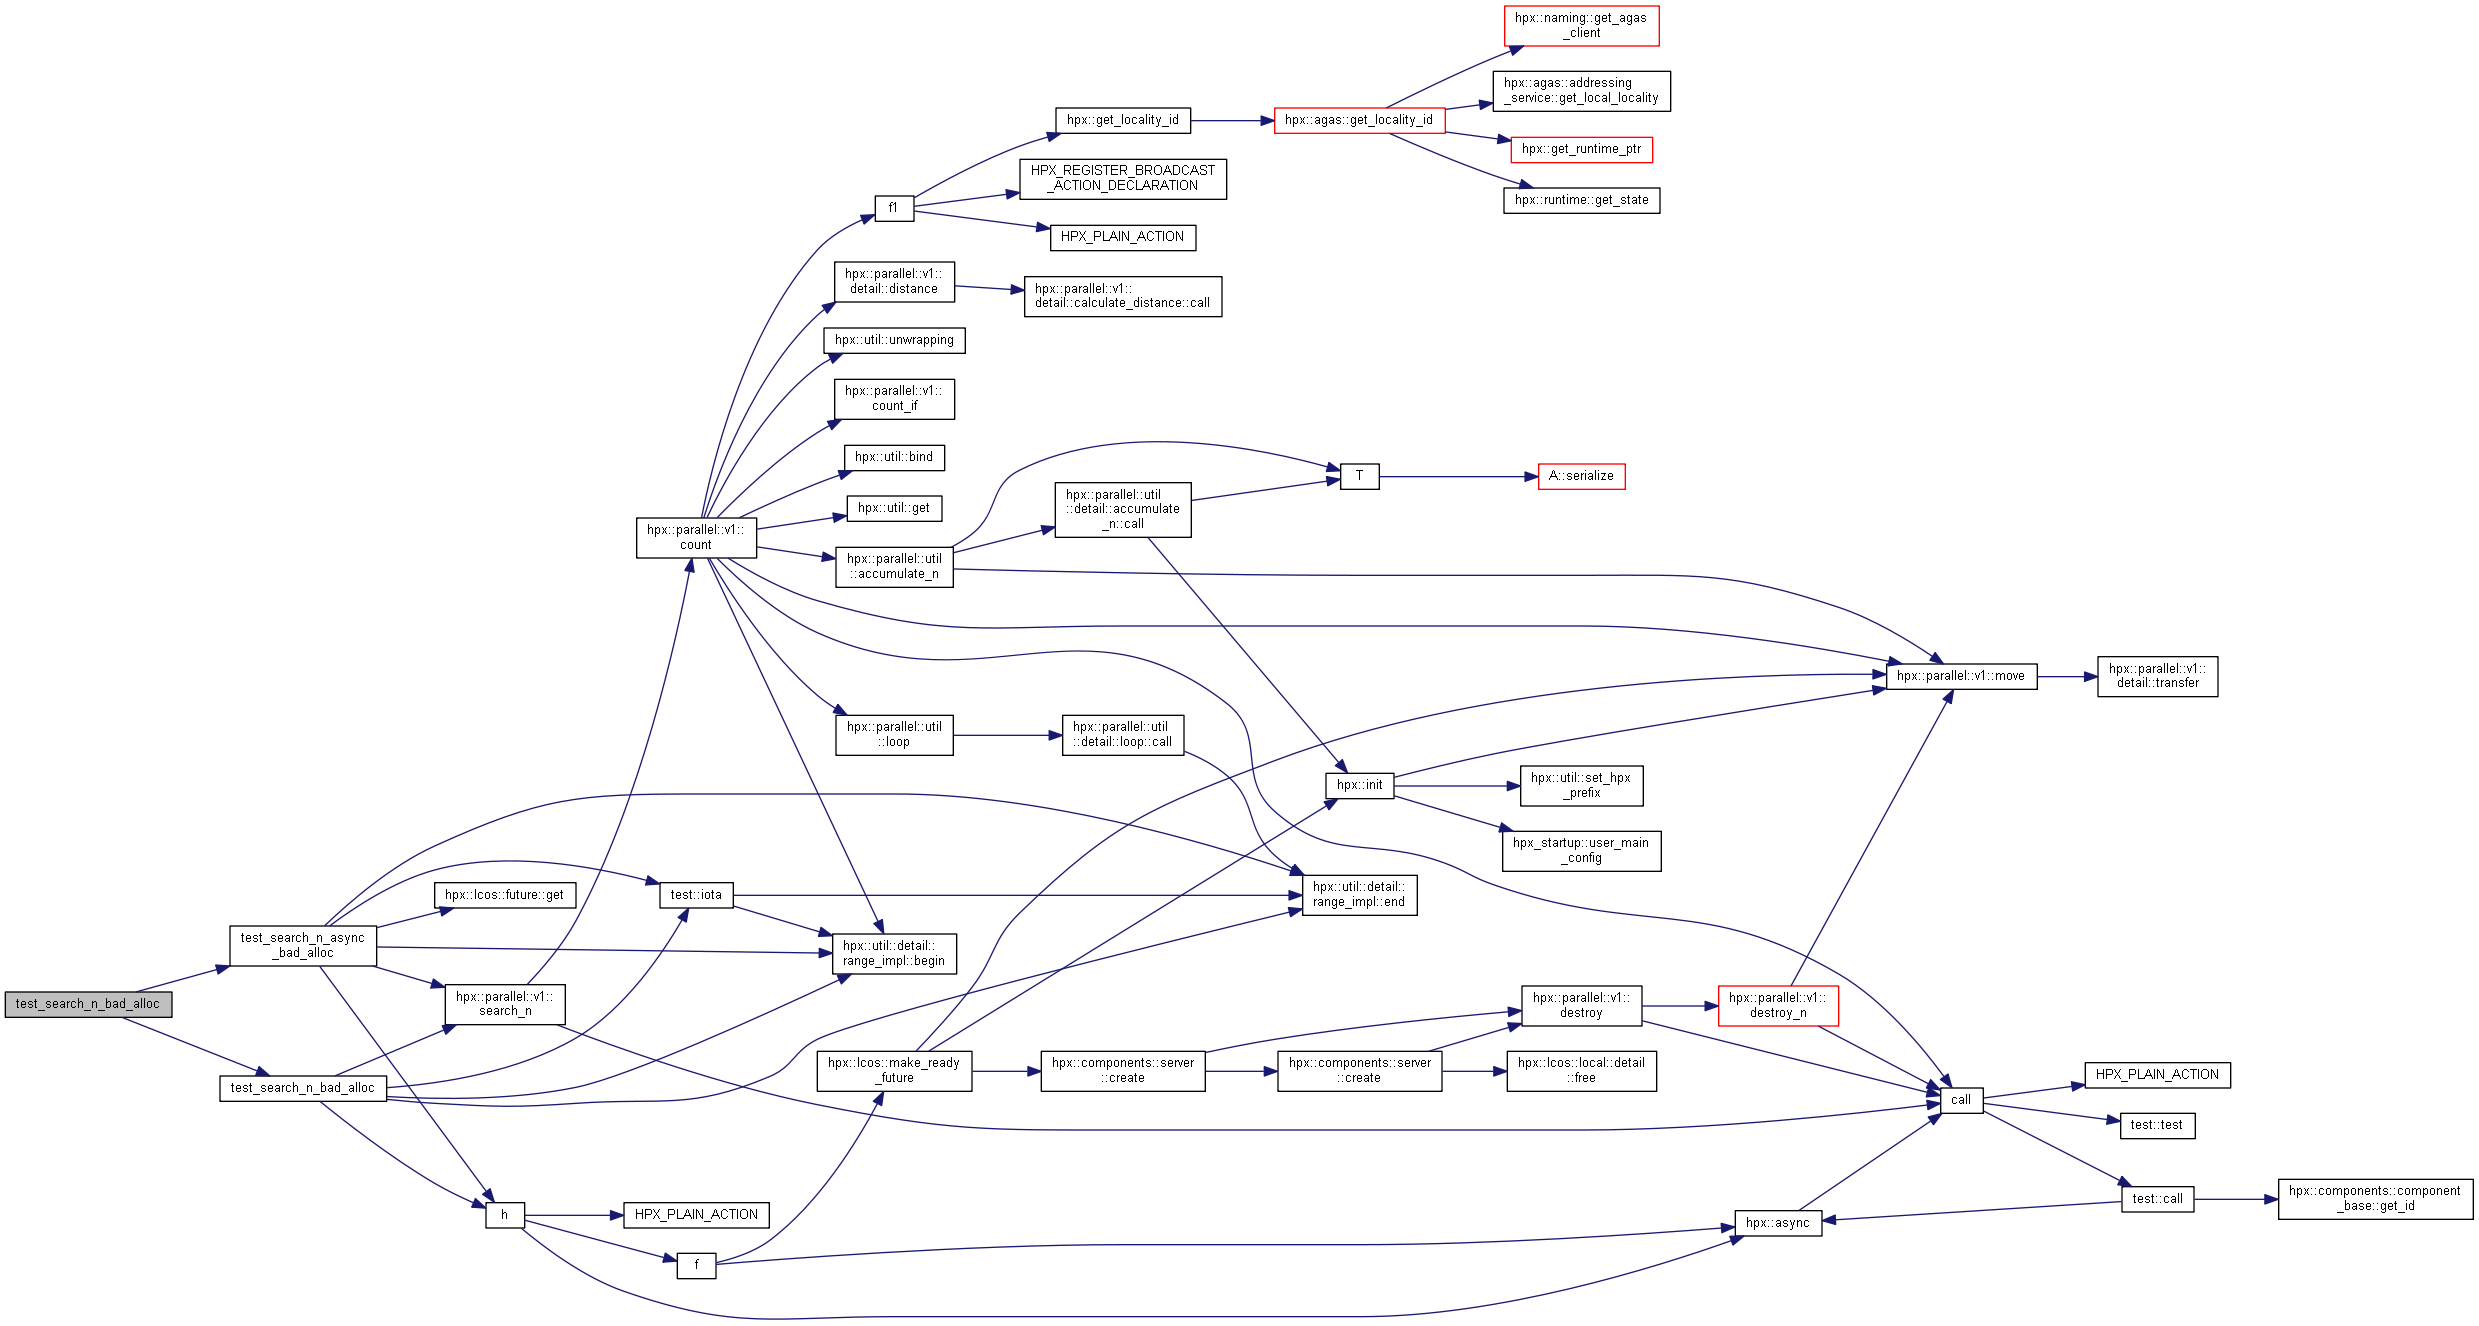 hpx::naming::get_agas
_client
hpx::agas::addressing
_service::get_local_locality
hpx::get_locality_id
hpx::agas::get_locality_id
hpx::get_runtime_ptr
HPX_REGISTER_BROADCAST
_ACTION_DECLARATION
hpx::runtime::get_state
f1
HPX_PLAIN_ACTION
hpx::parallel::v1::
detail::distance
hpx::parallel::v1::
detail::calculate_distance::call
hpx::util::unwrapping
hpx::parallel::v1::
count_if
hpx::util::bind
T
A::serialize
hpx::parallel::util
::detail::accumulate
_n::call
hpx::util::get
hpx::parallel::v1::
count
hpx::parallel::util
::accumulate_n
hpx::parallel::v1::move
hpx::parallel::v1::
detail::transfer
hpx::parallel::util
::loop
hpx::parallel::util
::detail::loop::call
hpx::init
hpx::util::set_hpx
_prefix
hpx_startup::user_main
_config
hpx::lcos::future::get
test::iota
hpx::util::detail::
range_impl::end
test_search_n_async
_bad_alloc
hpx::util::detail::
range_impl::begin
test_search_n_bad_alloc
hpx::parallel::v1::
search_n
hpx::parallel::v1::
destroy
hpx::parallel::v1::
destroy_n
test_search_n_bad_alloc
hpx::lcos::make_ready
_future
hpx::components::server
::create
hpx::components::server
::create
hpx::lcos::local::detail
::free
call
HPX_PLAIN_ACTION
test::test
test::call
hpx::components::component
_base::get_id
h
HPX_PLAIN_ACTION
hpx::async
f